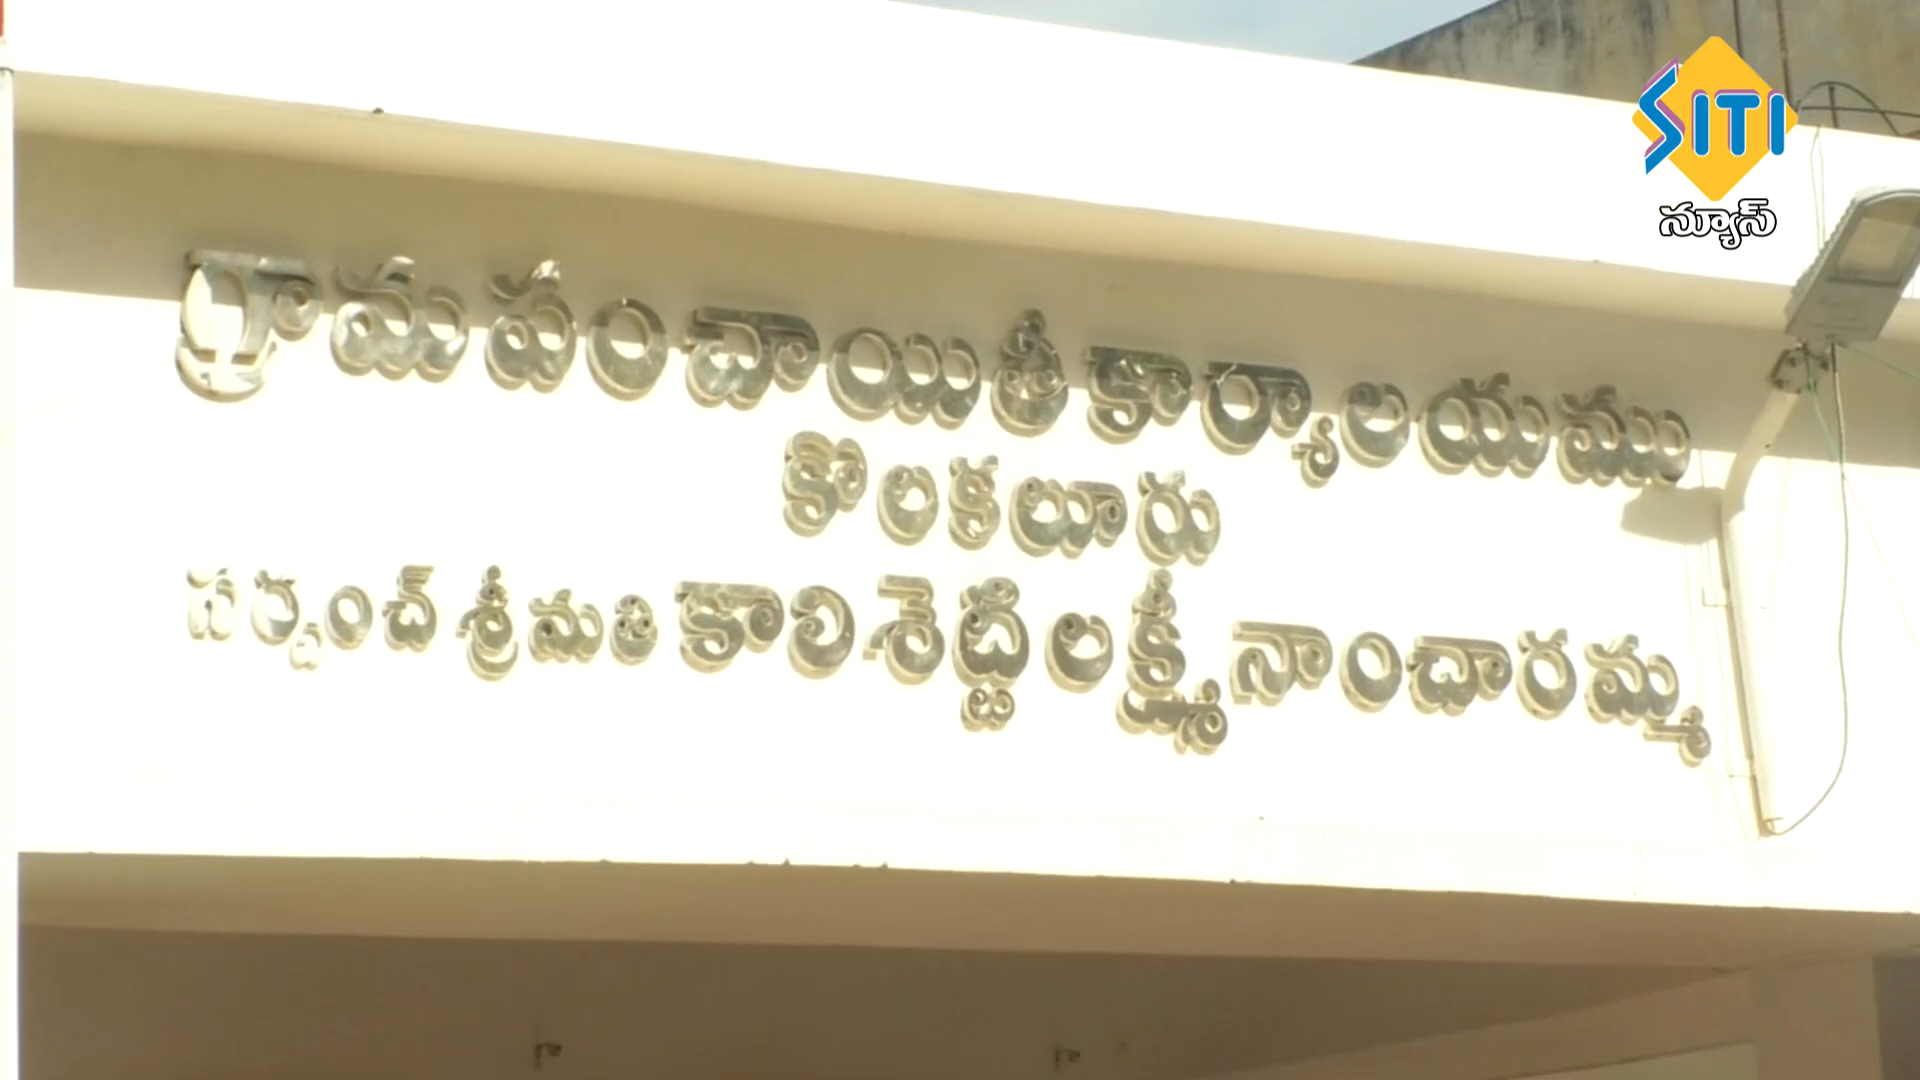 SITI
న్యూస్
గ్రామ పంచాయితీ కార్యాలయము
కొలకలూరు
సర్పంచ్ శ్రీమతి కాలిశెట్టి లక్ష్మీ నాంచారమ్మ